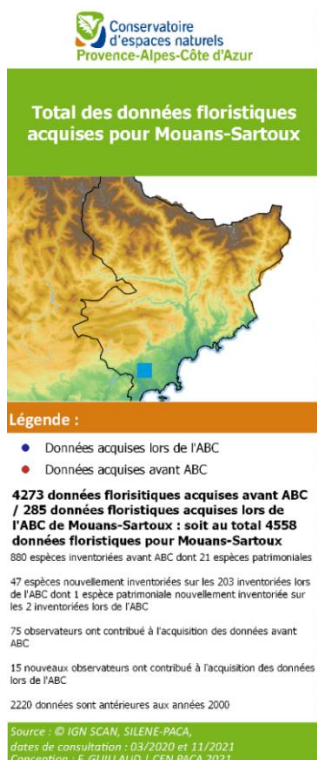 Conservatoire
d'espaces naturels
Provence-Alpes-Côte d'Azur
Total des données floristiques
acquises pour Mouans-Sartoux
Légende :
Données acquises lors de l'ABC
Données acquises avant ABC
4273 données florisitiques acquises avant ABC
/ 285 données floristiques acquises lors de
l'ABC de Mouans-Sartoux : soit au total 4558
données floristiques pour Mouans-Sartoux
880 espèces inventoriées avant ABC dont 21 espèces patrimoniales
47 espèces nouvellement inventoriées sur les 203 inventoriées lors
de l'ABC dont 1 espèce patrimoniale nouvellement inventoriée sur
les 2 inventoriées lors de l'ABC
75 observateurs ont contribué à l'acquisition des données avant
ABC
15 nouveaux observateurs ont contribué à l'acquisition des données
lors de l'ABC
2220 données sont antérieures aux années 2000
Source : © IGN SCAN, SILENE-PACA,
dates de consultation : 03/2020 et 11/2021
Conception : F. GUILLAUD | CEN PACA 2021